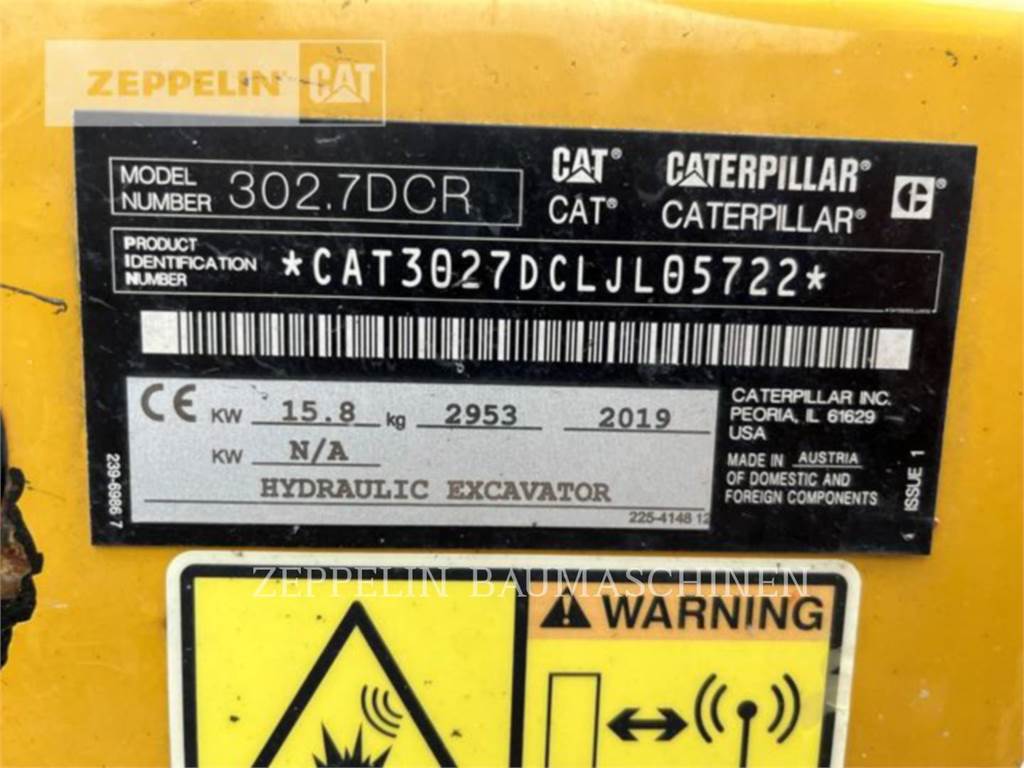 ZEPPELIN CAT
MODEL NUMBER 302.7DCR
CAT® CATERPILLAR®
CAT® CATERPILLAR®
PRODUCT IDENTIFICATION NUMBER *CAT3027DCLJL05722*
CE KW 15.8 kg 2953 2019
KW N/A
HYDRAULIC EXCAVATOR
225-4148 12
CATERPILLAR INC.
PEORIA, IL 61629
USA
MADE IN AUSTRIA
OF DOMESTIC AND
FOREIGN COMPONENTS
239-6986 7
ISSUE 1
ZEPPELIN BAUMASCHINEN
WARNING